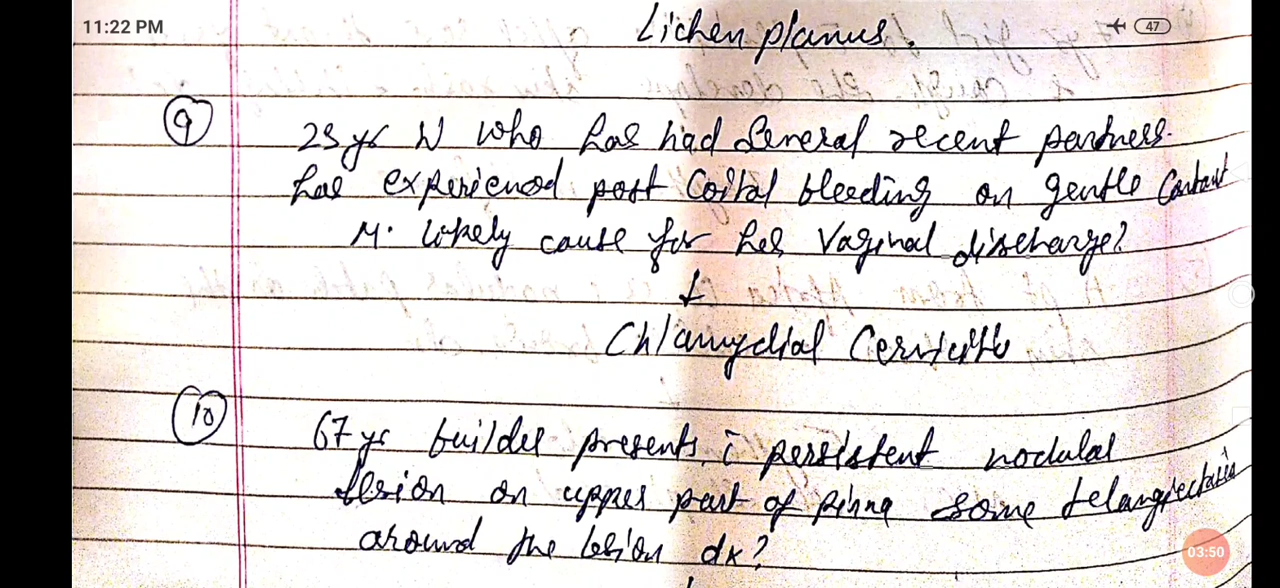 11:22 PM
47
Lichen planus.
9
23 yr W who has had several recent partners.
has experienced post coital bleeding on gentle contact
M. likely cause for her vaginal discharge?
↓
Chlamydial Cervicitis
10
67 yr builder presents c̄ persistent nodular
lesion on upper part of pinna some telangiectasia
around the lesion dx?
03:50